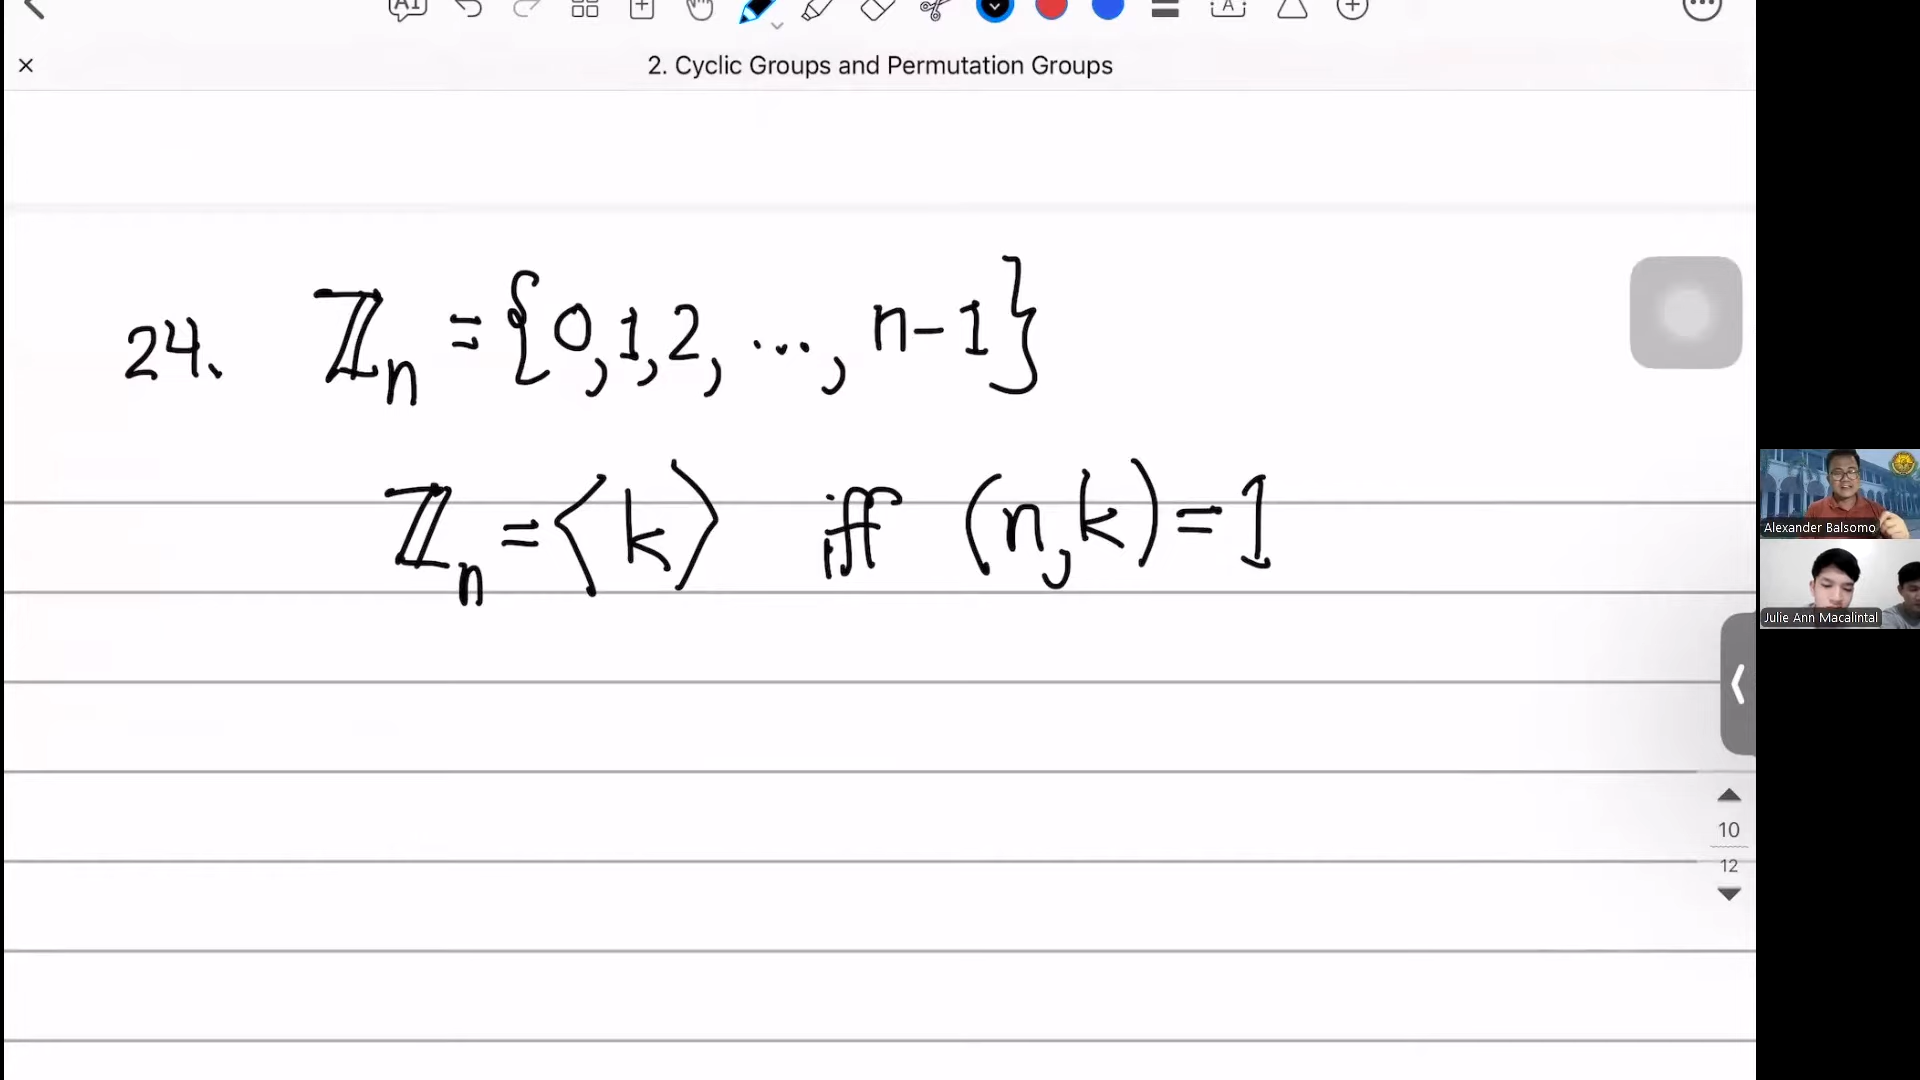 2. Cyclic Groups and Permutation Groups
24. ℤn = {0, 1, 2, ..., n-1}
ℤn = ⟨k⟩ iff (n, k) = 1
Alexander Balsomo
Julie Ann Macalintal
10
12